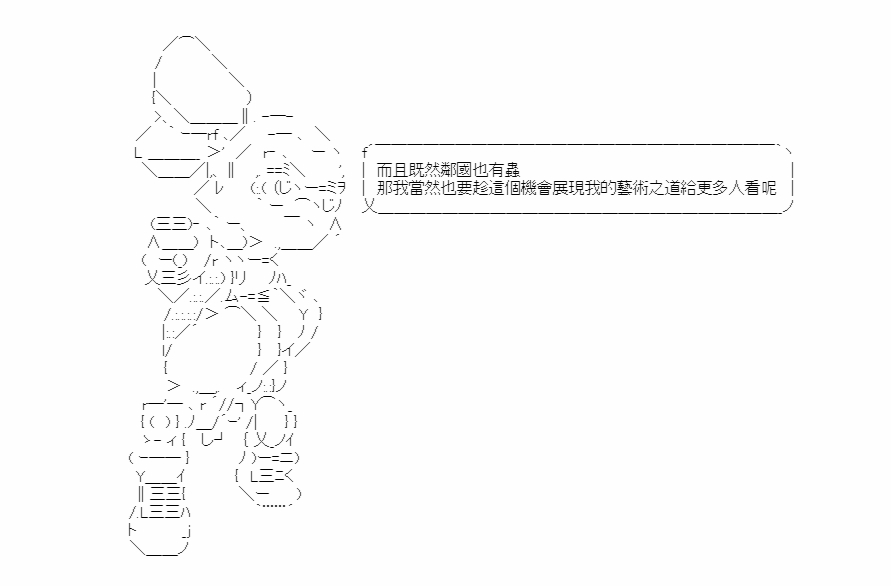 而且既然鄰國也有蟲
那我當然也要趁這個機會展現我的藝術之道給更多人看呢